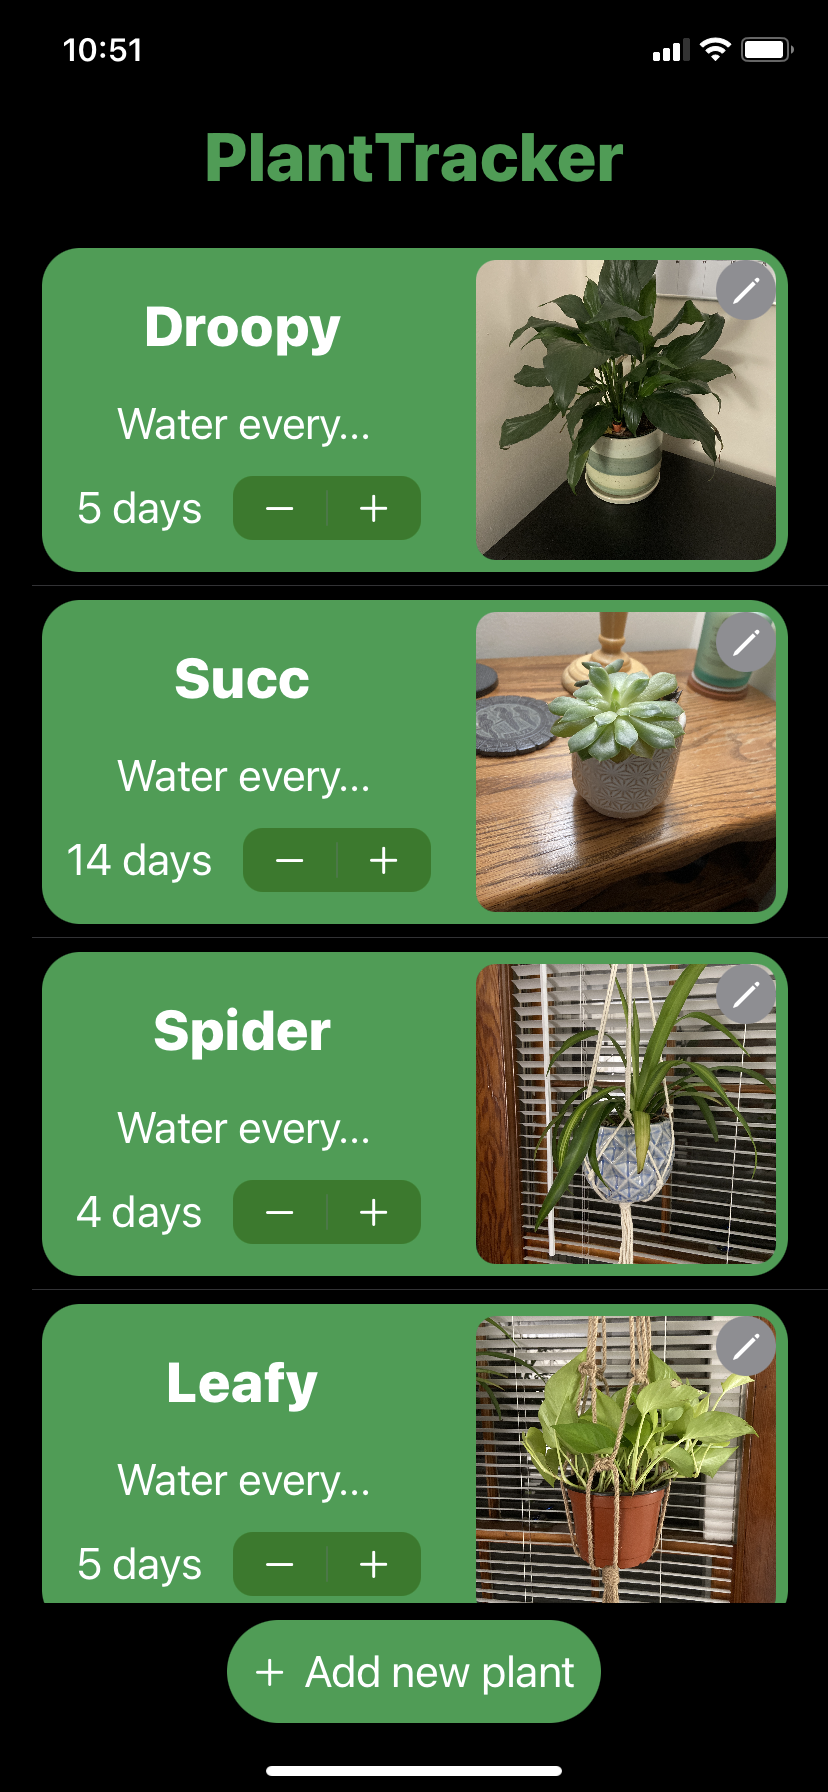 10:51
PlantTracker
Droopy
Water every...
5 days
Succ
Water every...
14 days
Spider
Water every...
4 days
Leafy
Water every...
5 days
+ Add new plant